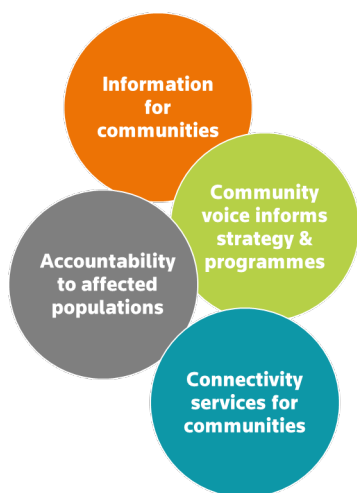 Information
for
communities
Community
voice informs
strategy &
programmes
Accountability
to affected
populations
Connectivity
services for
communities